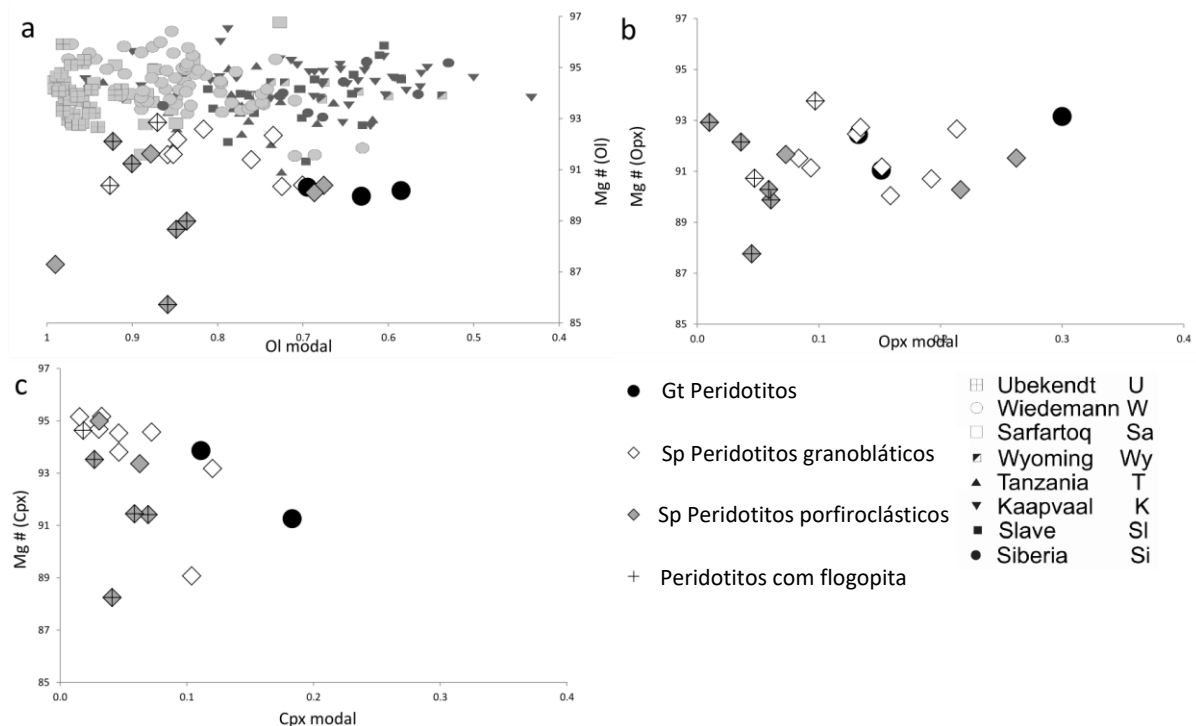 a
97
95
93
91
89
87
85
Mg # (Ol)
1
0.9
0.8
0.7
0.6
0.5
0.4
Ol modal
b
97
95
93
91
89
87
85
Mg # (Opx)
0.0
0.1
0.2
0.3
0.4
Opx modal
c
97
95
93
91
89
87
85
Mg # (Cpx)
0.0
0.1
0.2
0.3
0.4
Cpx modal
Gt Peridotitos
Sp Peridotitos granobláticos
Sp Peridotitos porfiroclásticos
Peridotitos com flogopita
Ubekendt U
Wiedemann W
Sarfartoq Sa
Wyoming Wy
Tanzania T
Kaapvaal K
Slave Sl
Siberia Si